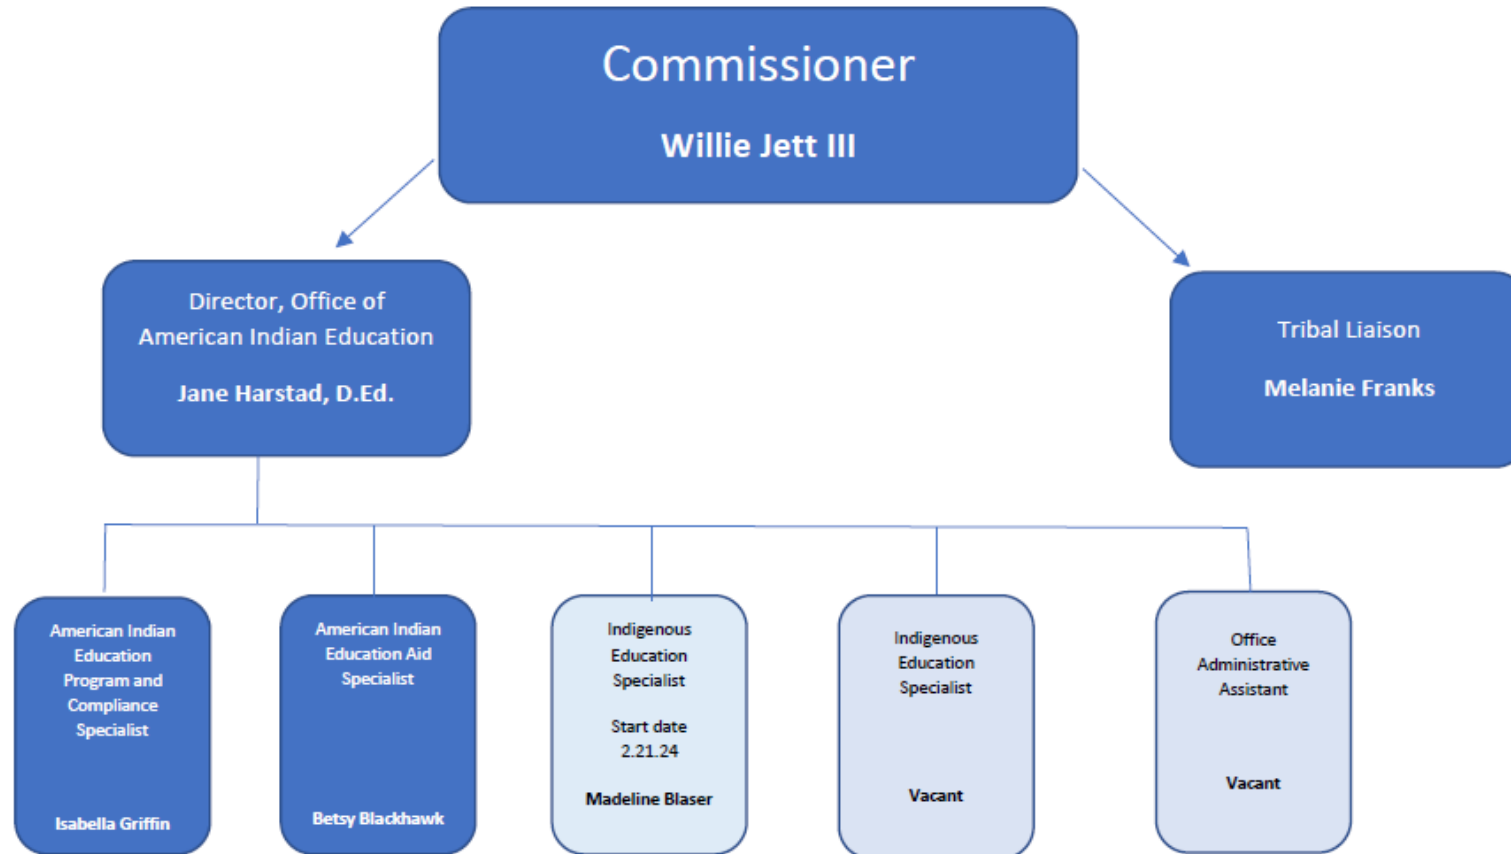 Commissioner
Willie Jett III
Director, Office of
American Indian Education
Jane Harstad, D.Ed.
Tribal Liaison
Melanie Franks
American Indian
Education
Program and
Compliance
Specialist
Isabella Griffin
American Indian
Education Aid
Specialist
Betsy Blackhawk
Indigenous
Education
Specialist
Start date
2.21.24
Madeline Blaser
Indigenous
Education
Specialist
Vacant
Office
Administrative
Assistant
Vacant